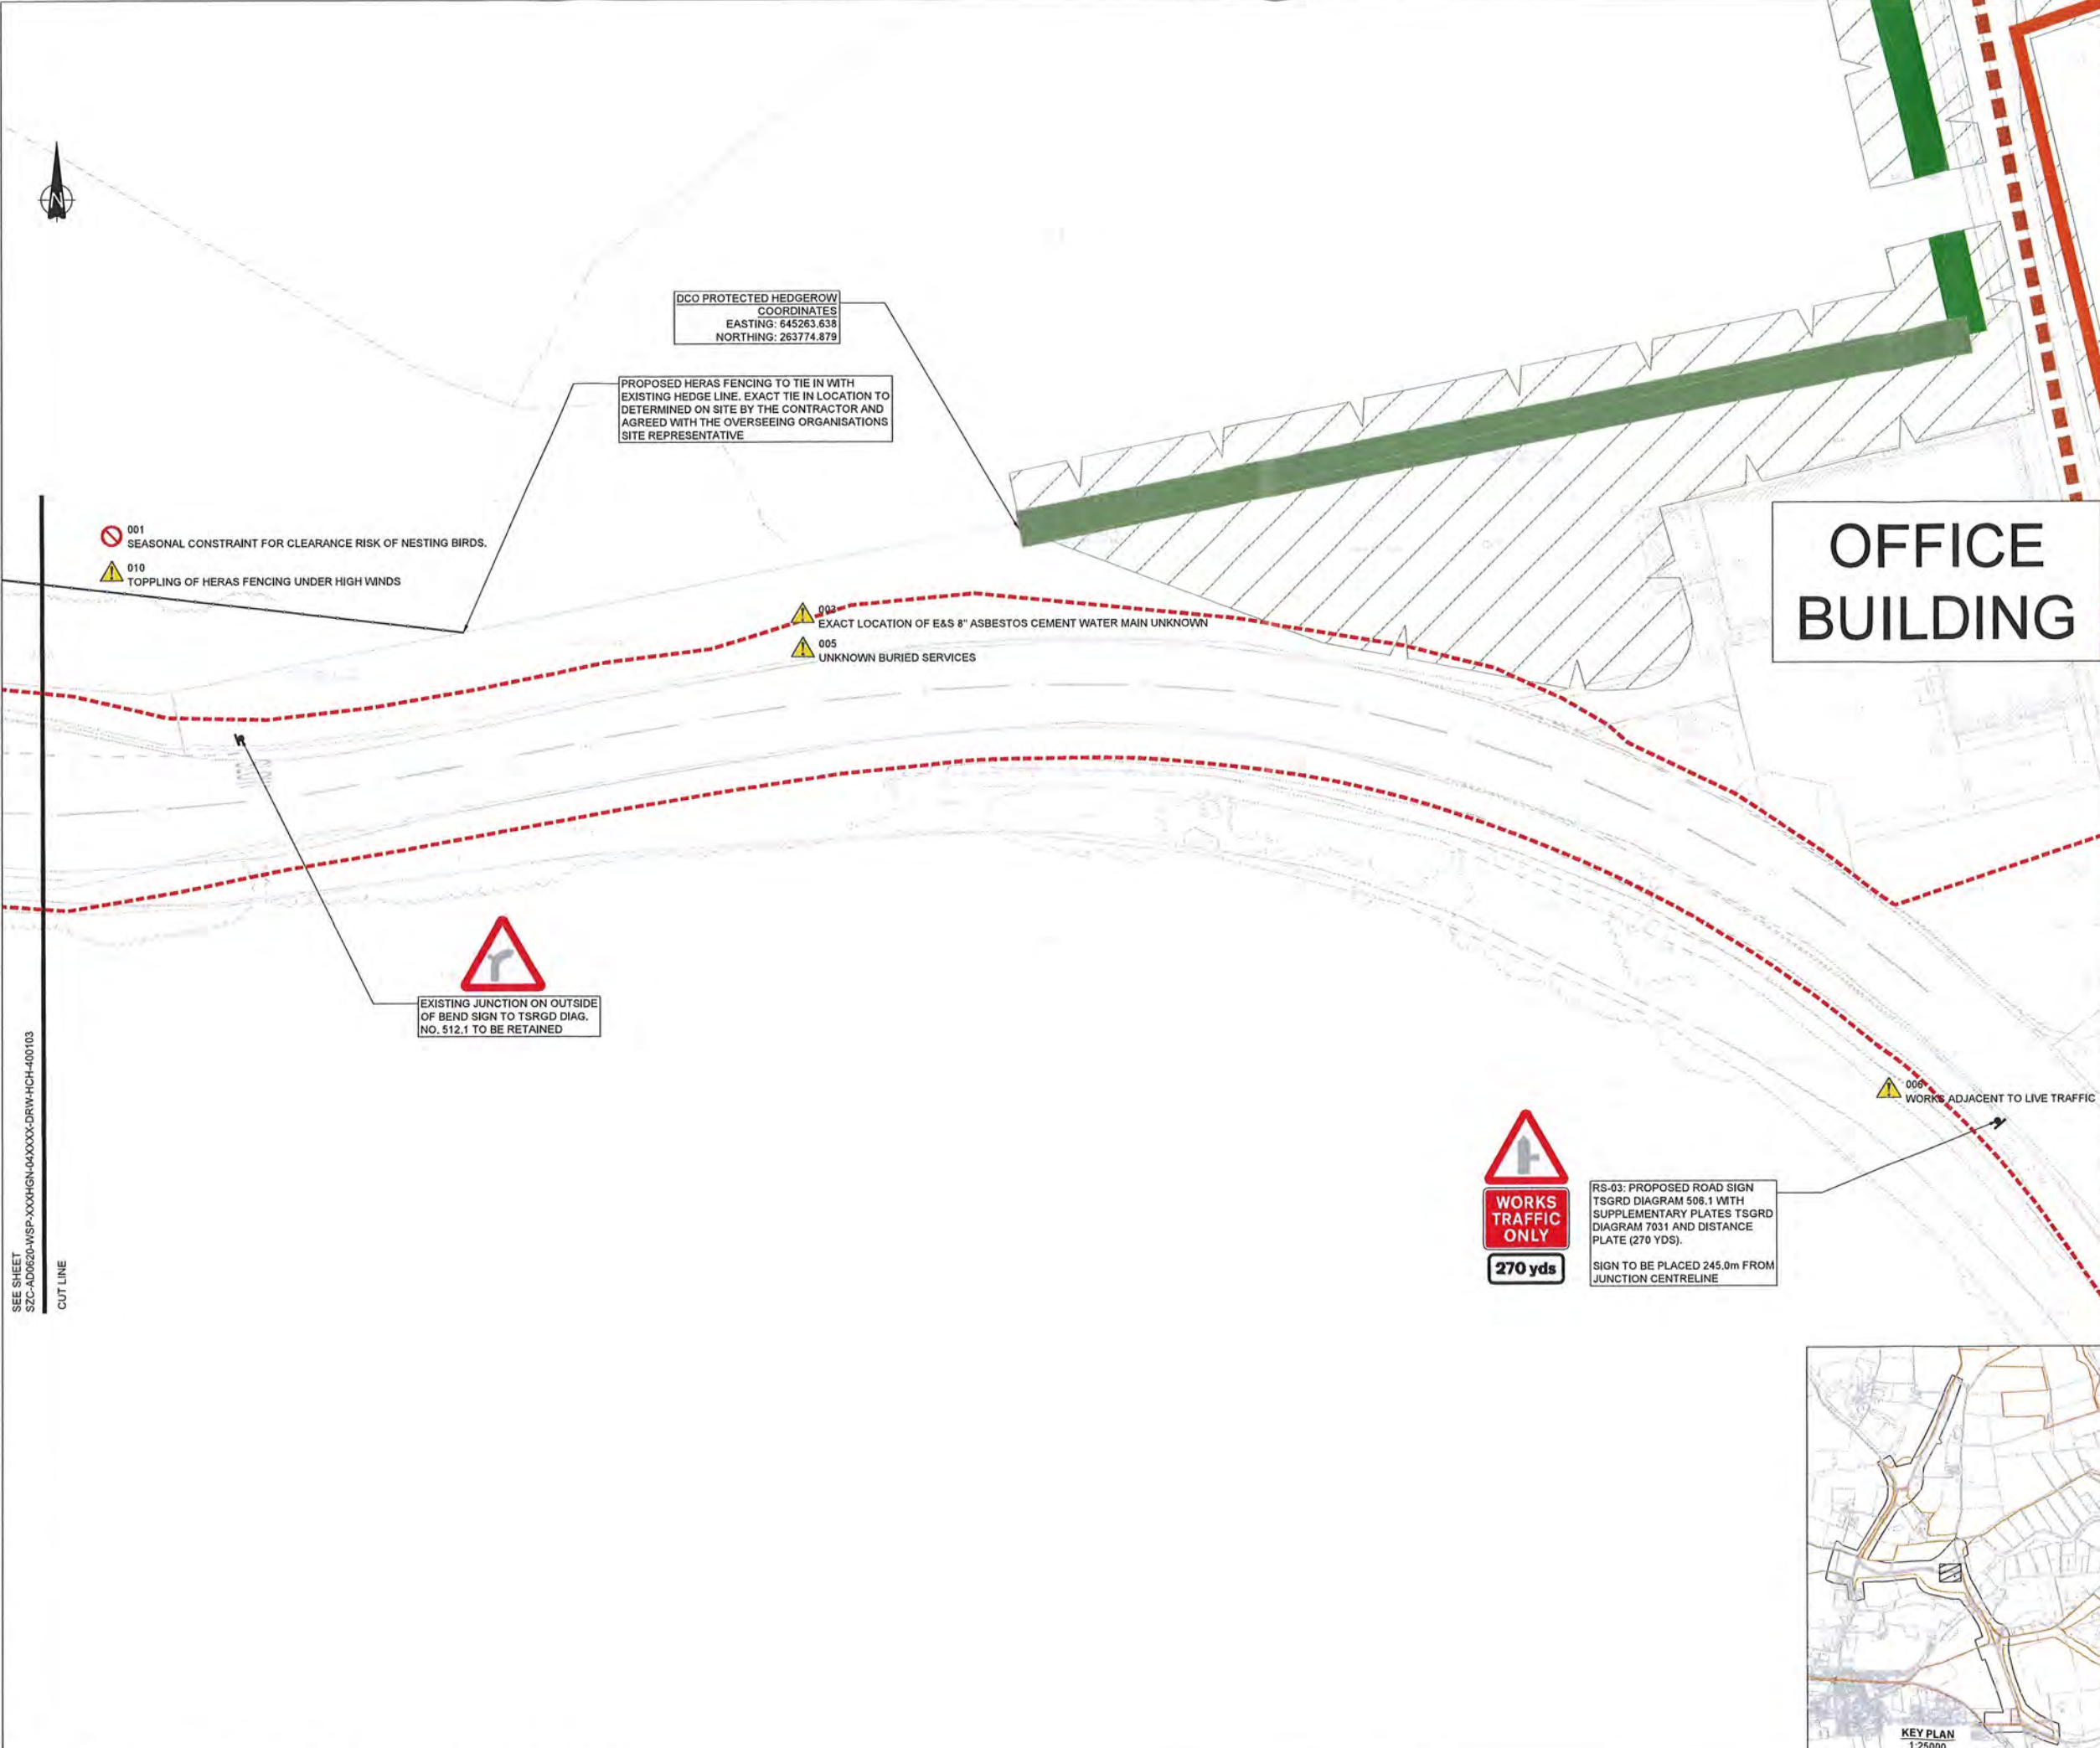 N
DCO PROTECTED HEDGEROW
COORDINATES
EASTING: 645263.638
NORTHING: 263774.879
PROPOSED HERAS FENCING TO TIE IN WITH
EXISTING HEDGE LINE. EXACT TIE IN LOCATION TO
DETERMINED ON SITE BY THE CONTRACTOR AND
AGREED WITH THE OVERSEEING ORGANISATIONS
SITE REPRESENTATIVE
001
SEASONAL CONSTRAINT FOR CLEARANCE RISK OF NESTING BIRDS.
010
TOPPLING OF HERAS FENCING UNDER HIGH WINDS
OFFICE
BUILDING
EXACT LOCATION OF E&S 8" ASBESTOS CEMENT WATER MAIN UNKNOWN
005
UNKNOWN BURIED SERVICES
EXISTING JUNCTION ON OUTSIDE
OF BEND SIGN TO TSRGD DIAG.
NO. 512.1 TO BE RETAINED
SEE SHEET
SZC-AD0620-WSP-XXXHGN-04XXXX-DRW-HCH-400103
CUT LINE
006
WORKS ADJACENT TO LIVE TRAFFIC
WORKS
TRAFFIC
ONLY
270 yds
RS-03: PROPOSED ROAD SIGN
TSGRD DIAGRAM 506.1 WITH
SUPPLEMENTARY PLATES TSGRD
DIAGRAM 7031 AND DISTANCE
PLATE (270 YDS).
SIGN TO BE PLACED 245.0m FROM
JUNCTION CENTRELINE
KEY PLAN
1:25000